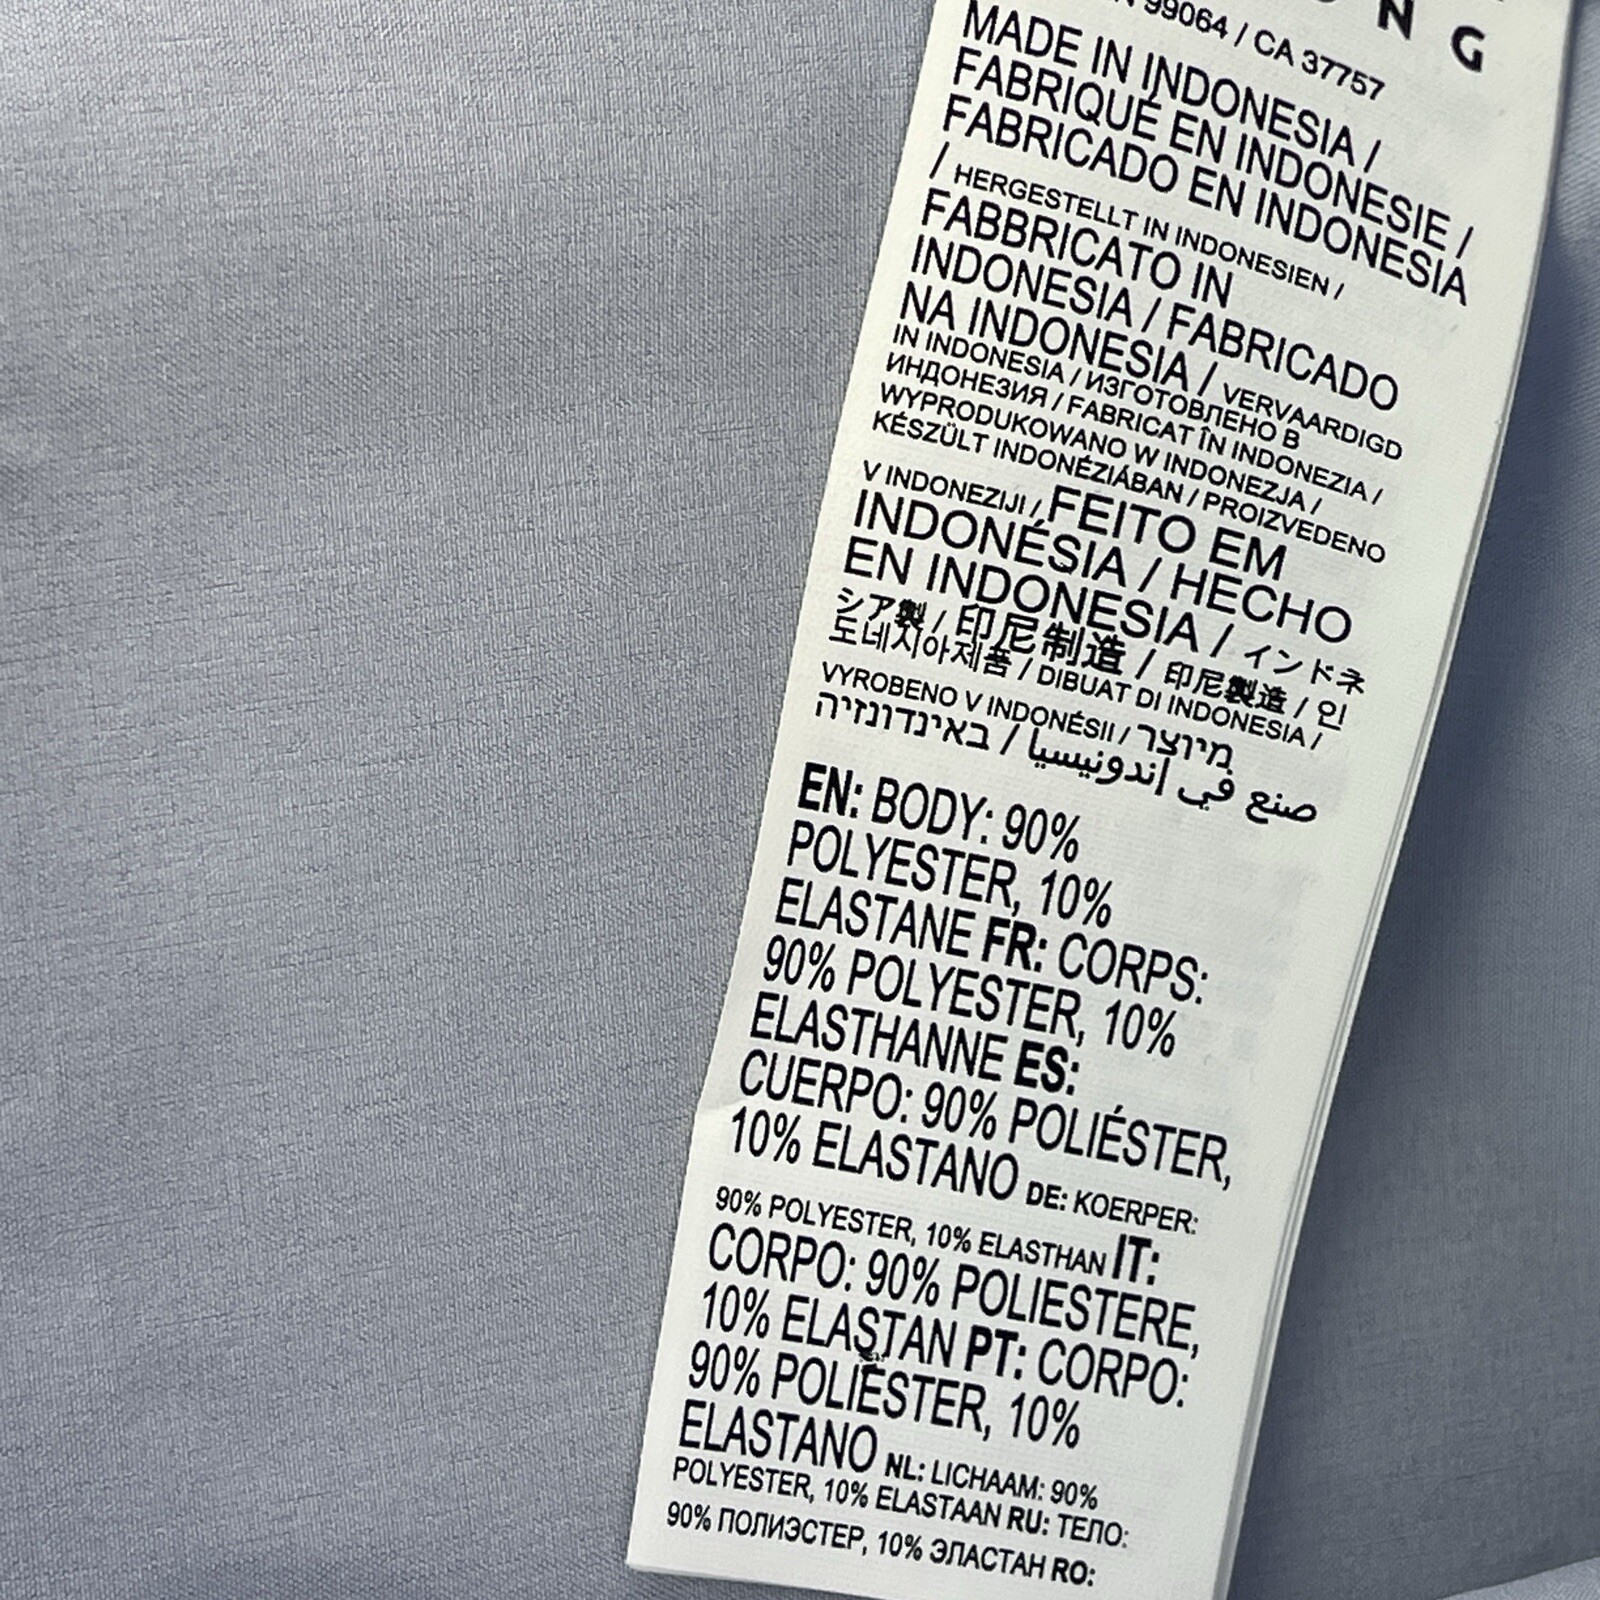 NG
99064 / CA 37757
MADE IN INDONESIA /
FABRIQUÉ EN INDONESIE /
FABRICADO EN INDONESIA
/ HERGESTELLT IN INDONESIEN /
FABBRICATO IN
INDONESIA / FABRICADO
NA INDONESIA / VERVAARDIGD
IN INDONESIA / ИЗГОТОВЛЕНО В
ИНДОНЕЗИЯ / FABRICAT ÎN INDONEZIA /
WYPRODUKOWANO W INDONEZJA /
KÉSZÜLT INDONÉZIÁBAN / PROIZVEDENO
V INDONEZIJI / FEITO EM
INDONÉSIA / HECHO
EN INDONESIA / インドネ
シア製 / 印尼制造 / 印尼製造 / 인
도네시아제품 / DIBUAT DI INDONESIA /
VYROBENO V INDONÉSII / מיוצר
באינדונזיה / صنع في إندونيسيا
EN: BODY: 90%
POLYESTER, 10%
ELASTANE FR: CORPS:
90% POLYESTER, 10%
ELASTHANNE ES:
CUERPO: 90% POLIÉSTER,
10% ELASTANO DE: KOERPER:
90% POLYESTER, 10% ELASTHAN IT:
CORPO: 90% POLIESTERE,
10% ELASTAN PT: CORPO:
90% POLIÉSTER, 10%
ELASTANO NL: LICHAAM: 90%
POLYESTER, 10% ELASTAAN RU: ТЕЛО:
90% ПОЛИЭСТЕР, 10% ЭЛАСТАН RO: